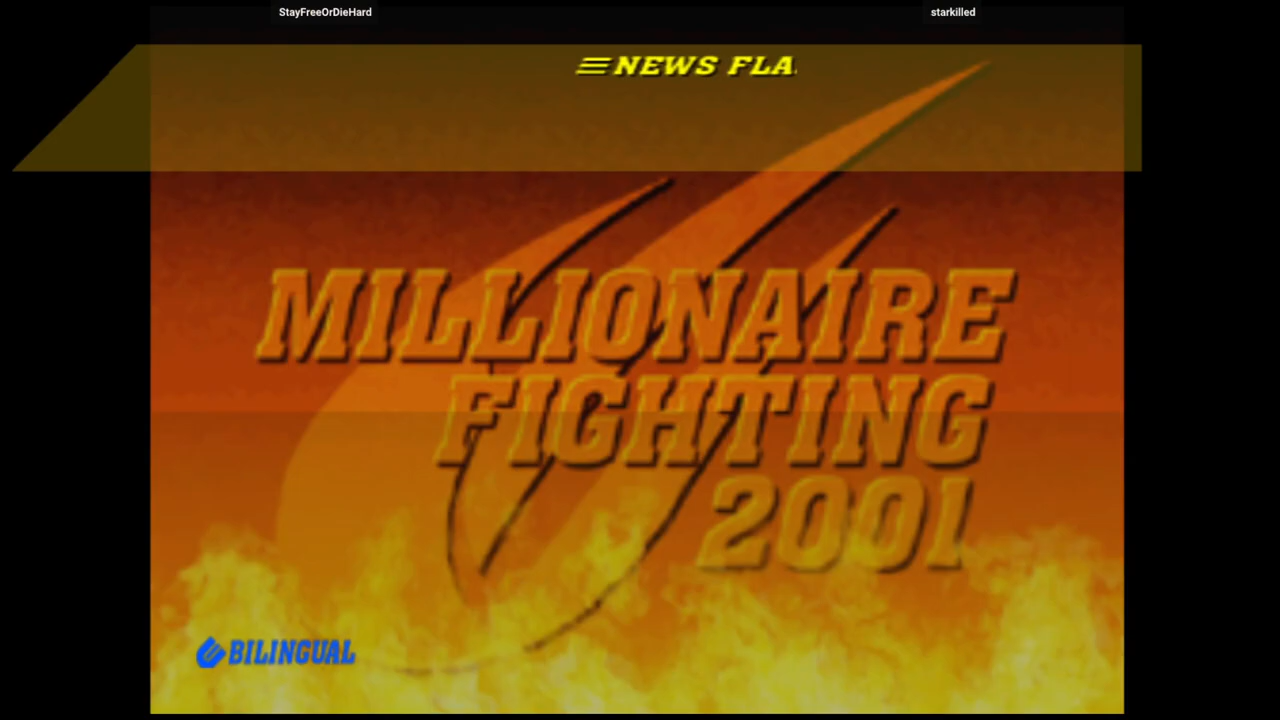 StayFreeOrDieHard
starkilled
NEWS FLA
MILLIONAIRE
FIGHTING
2001
BILINGUAL